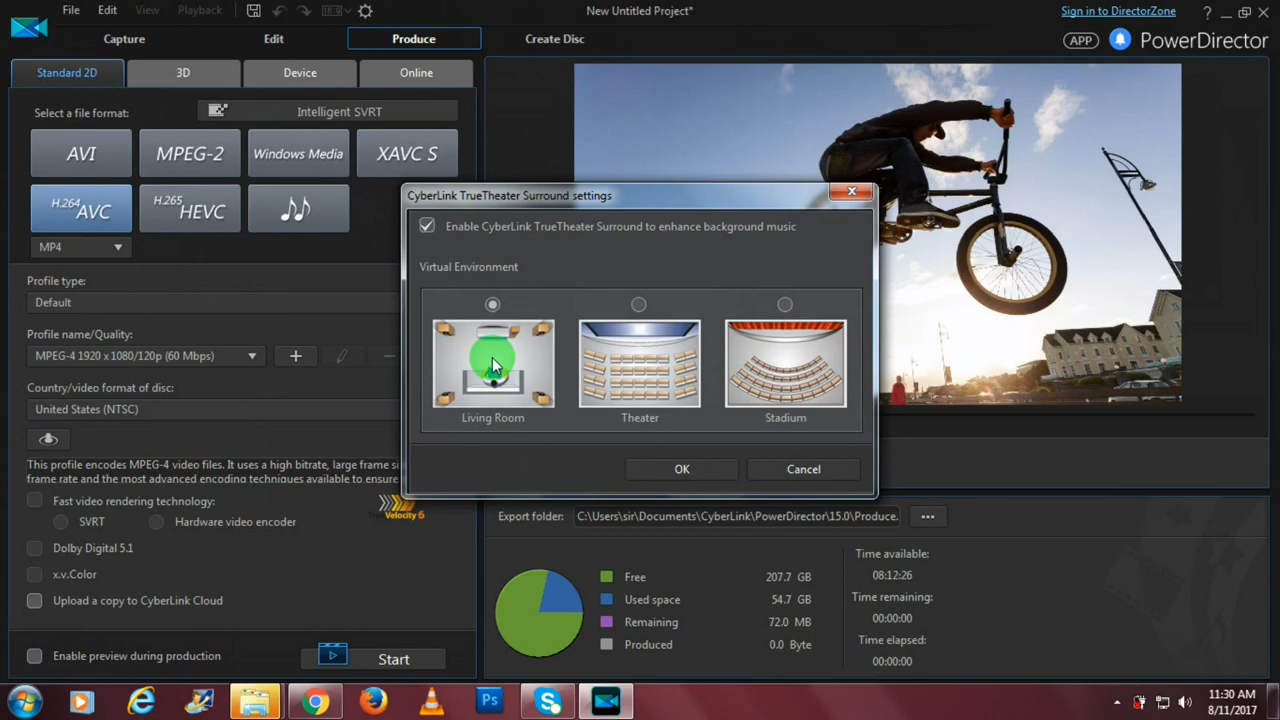 File Edit View Playback 16:9 New Untitled Project* Sign in to DirectorZone ?
Capture Edit Produce Create Disc APP PowerDirector
Standard 2D 3D Device Online
Select a file format: Intelligent SVRT
AVI MPEG-2 Windows Media XAVC S
H.264 AVC H.265 HEVC
MP4
Profile type:
Default
Profile name/Quality:
MPEG-4 1920 x 1080/120p (60 Mbps)
Country/video format of disc:
United States (NTSC)
This profile encodes MPEG-4 video files. It uses a high bitrate, large frame
frame rate and the most advanced encoding techniques available to ensure
Fast video rendering technology:
Velocity 6
SVRT Hardware video encoder
Dolby Digital 5.1
x.v.Color
Upload a copy to CyberLink Cloud
Enable preview during production
Start
CyberLink TrueTheater Surround settings
Enable CyberLink TrueTheater Surround to enhance background music
Virtual Environment
Living Room Theater Stadium
OK Cancel
Export folder: C:\Users\sir\Documents\CyberLink\PowerDirector\15.0\Produce.
Free 207.7 GB
Used space 54.7 GB
Remaining 72.0 MB
Produced 0.0 Byte
Time available:
08:12:26
Time remaining:
00:00:00
Time elapsed:
00:00:00
Ps
11:30 AM
8/11/2017